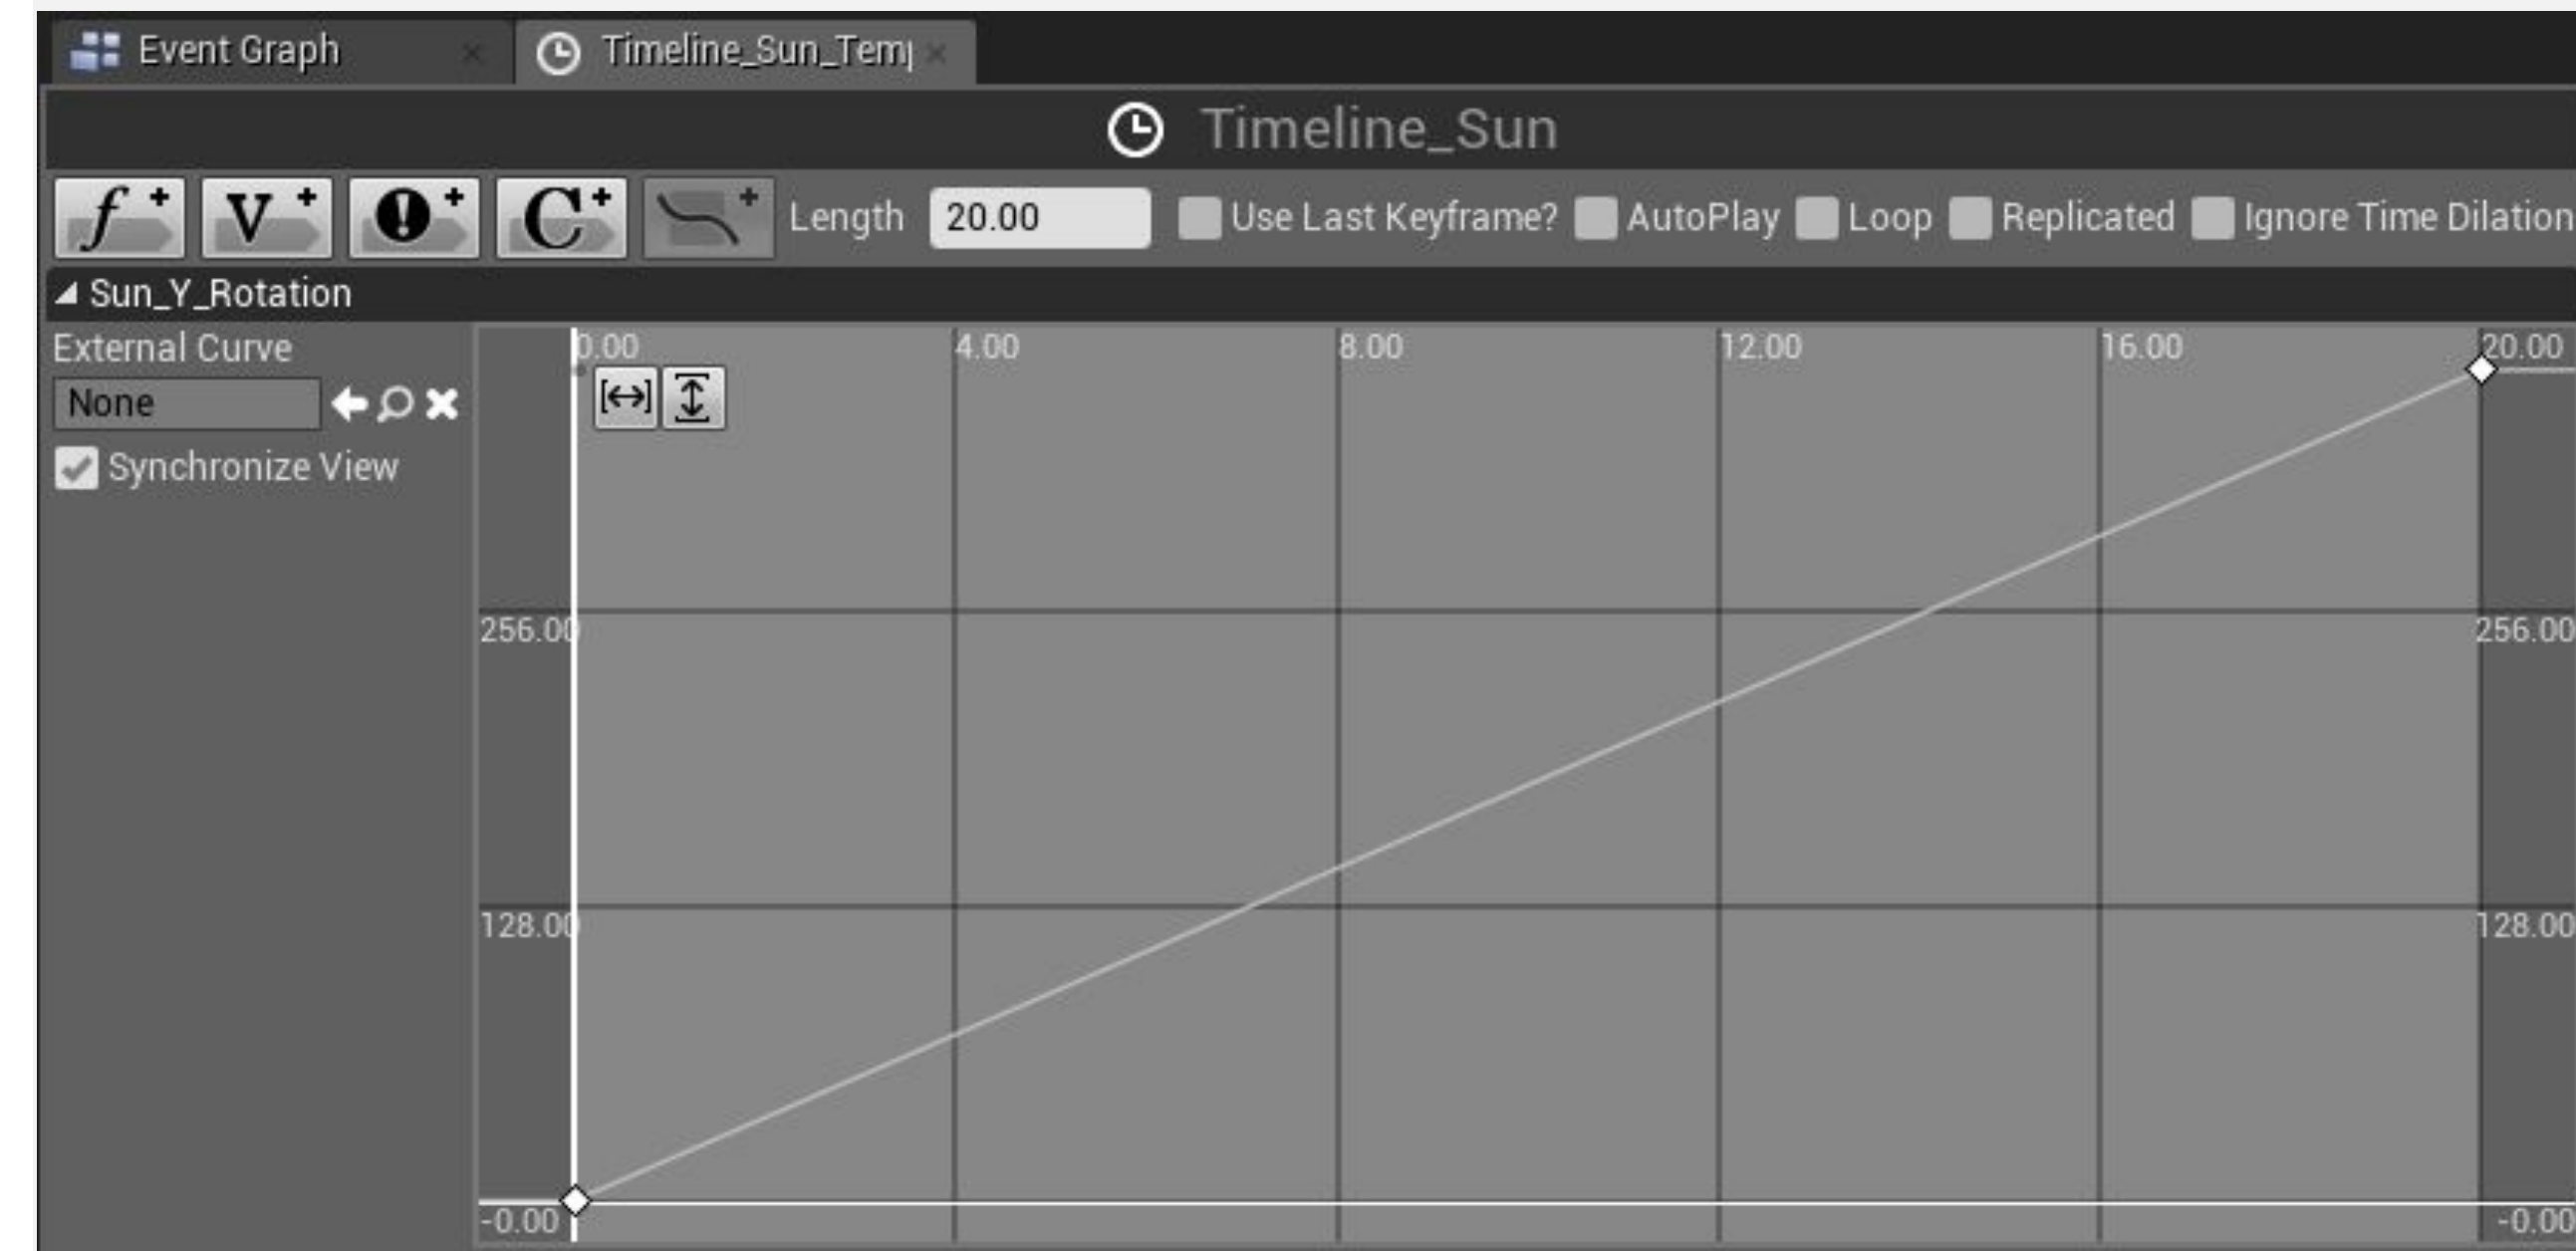 Event Graph
Timeline_Sun_Temp
Timeline_Sun
f+ V+ !+ C+ + Length 20.00 Use Last Keyframe? AutoPlay Loop Replicated Ignore Time Dilation
Sun_Y_Rotation
External Curve
None
Synchronize View
0.00 4.00 8.00 12.00 16.00 20.00
256.00 256.00
128.00 128.00
-0.00 -0.00